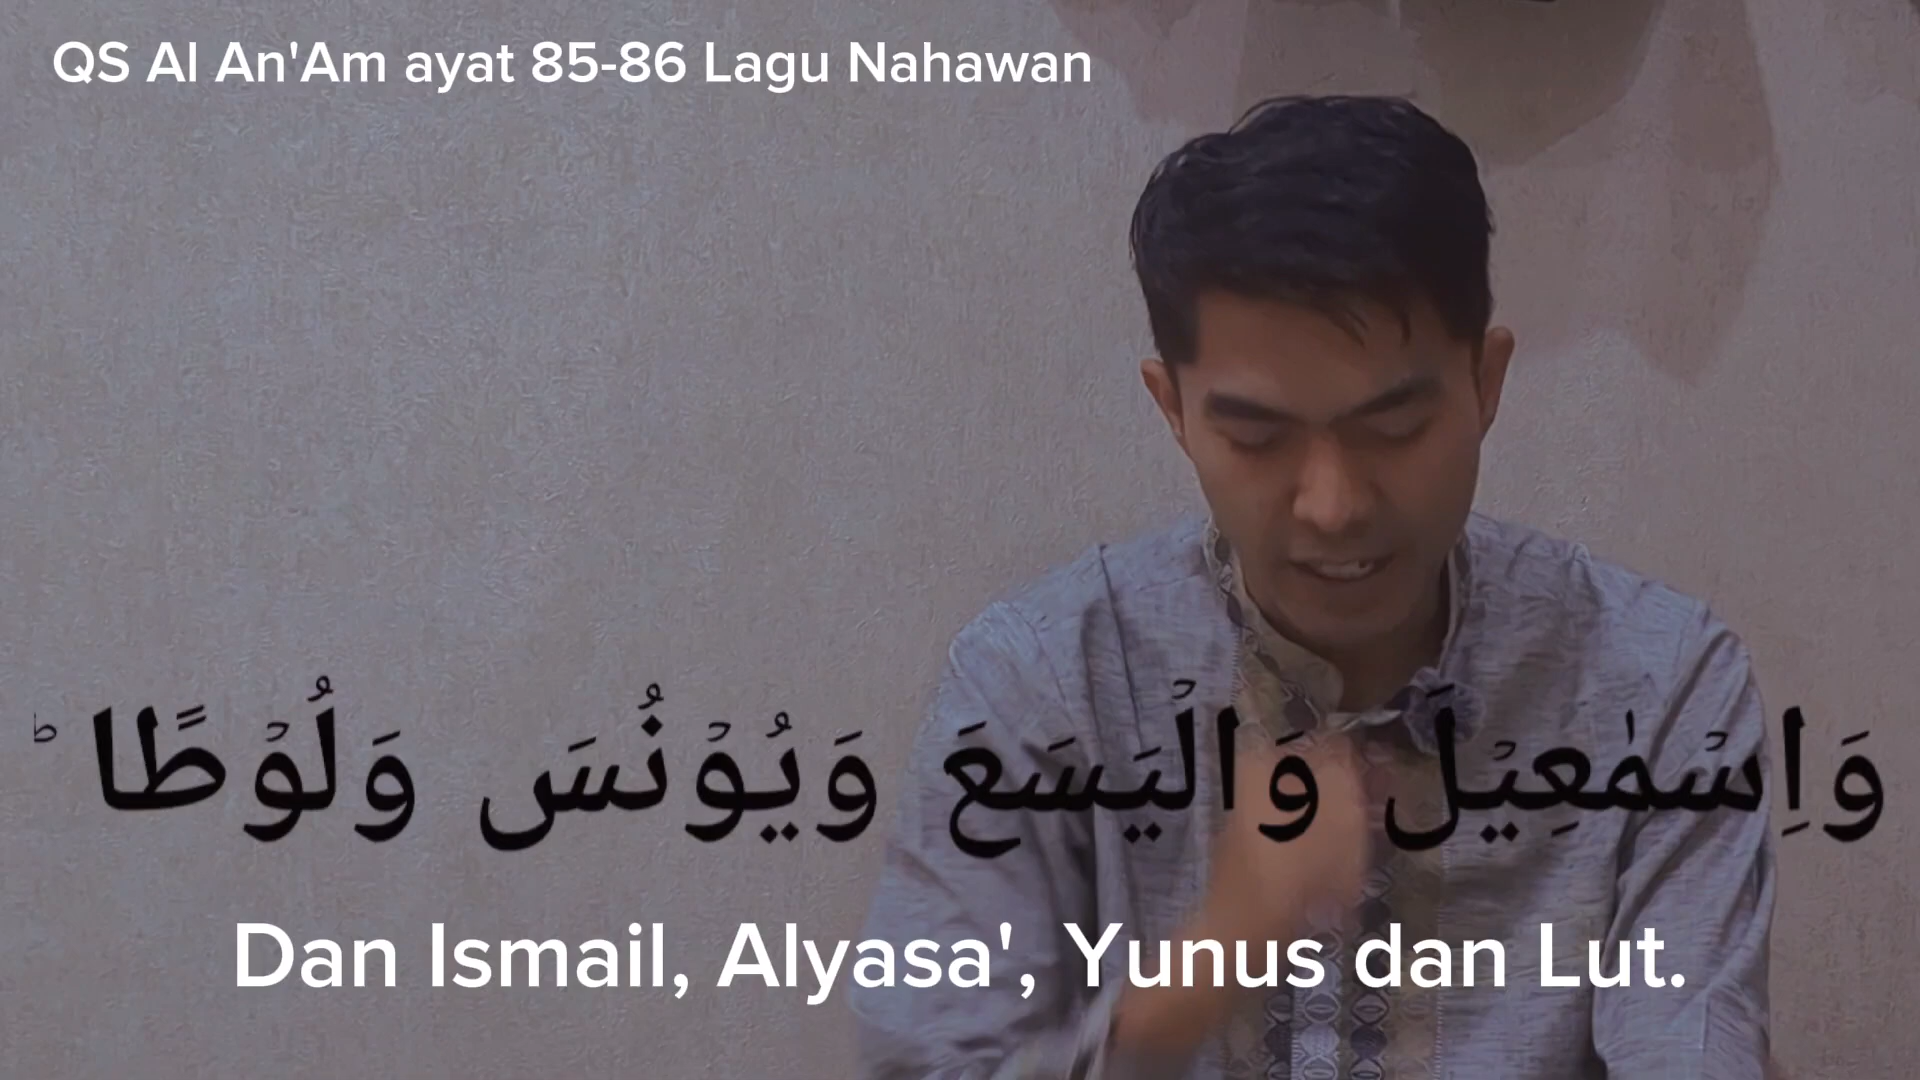 QS Al An'Am ayat 85-86 Lagu Nahawan
وَاِسْمٰعِيْلَ وَالْيَسَعَ وَيُوْنُسَ وَلُوْطًا ۗ
Dan Ismail, Alyasa', Yunus dan Lut.